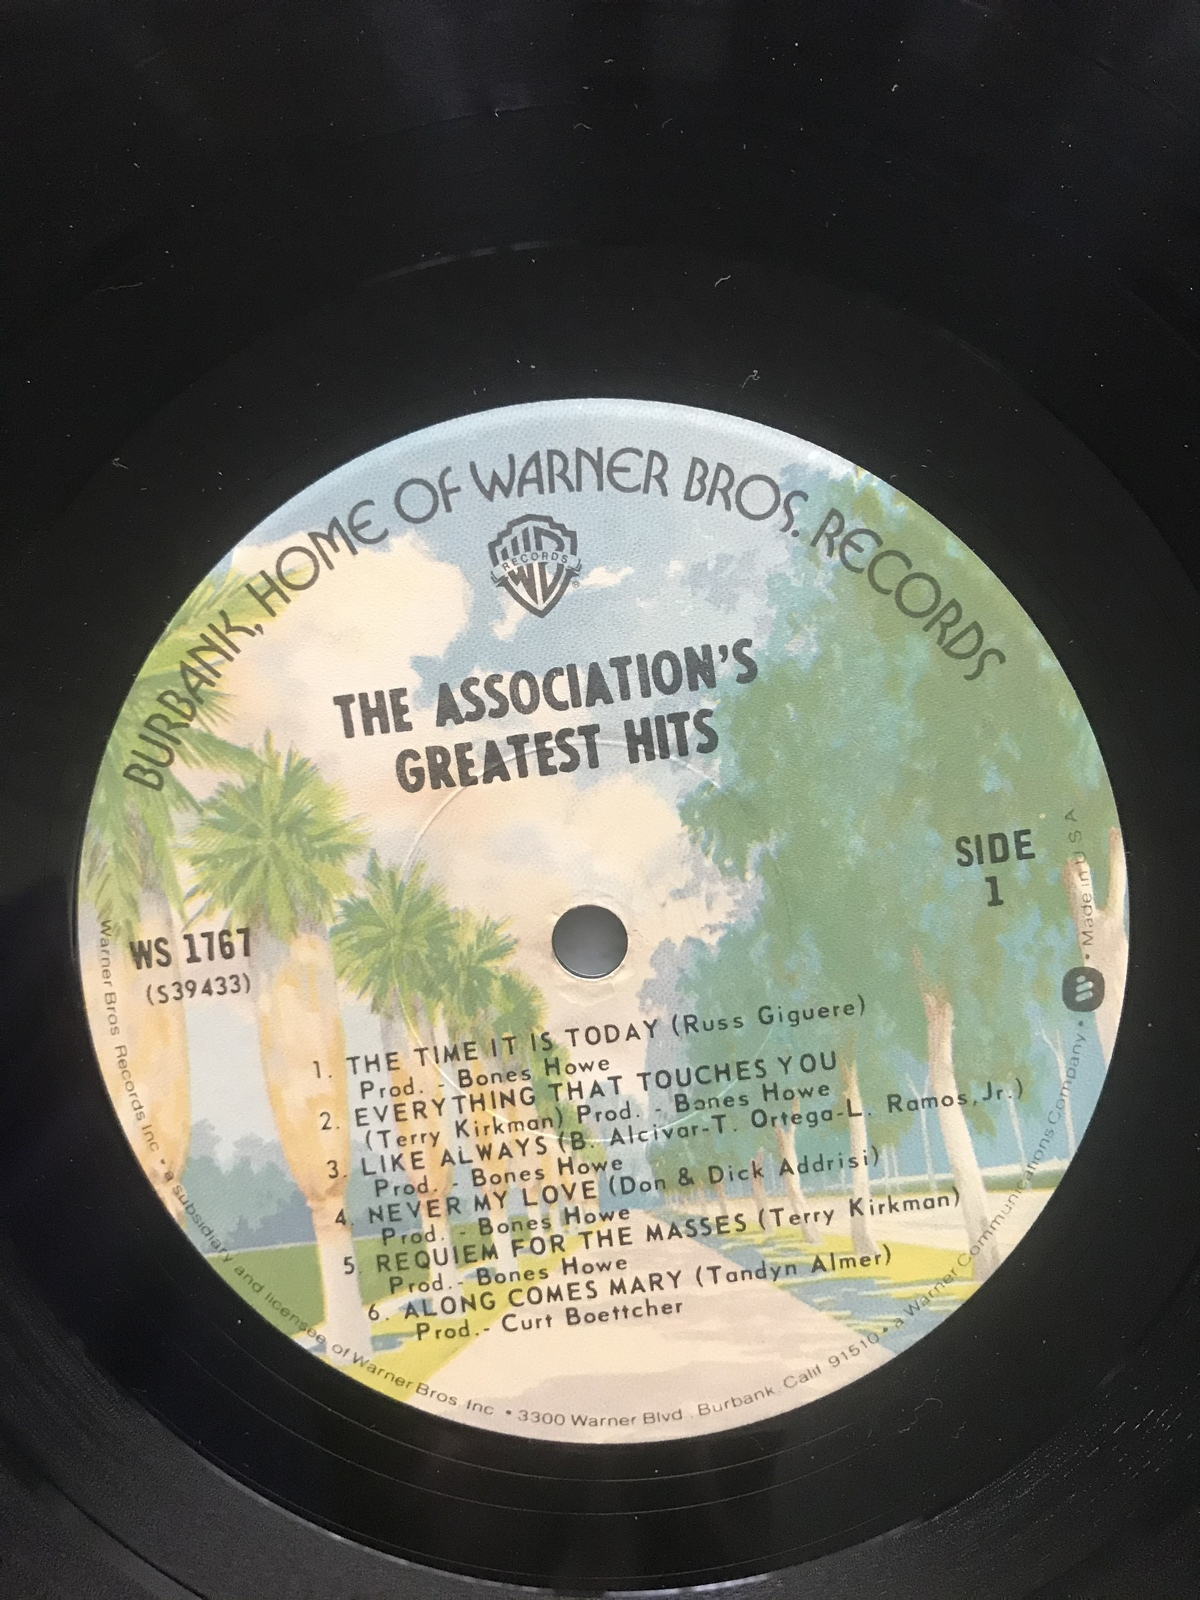 BURBANK, HOME OF WARNER BROS. RECORDS
RECORDS
THE ASSOCIATION'S
GREATEST HITS
SIDE
1
WS 1767
(S39433)
1. THE TIME IT IS TODAY (Russ Giguere)
Prod. - Bones Howe
2. EVERYTHING THAT TOUCHES YOU
(Terry Kirkman) Prod. - Bones Howe
3. LIKE ALWAYS (B. Alcivar-T. Ortega-L. Ramos,Jr.)
Prod. - Bones Howe
4. NEVER MY LOVE (Don & Dick Addrisi)
Prod. - Bones Howe
5. REQUIEM FOR THE MASSES (Terry Kirkman)
Prod. - Bones Howe
6. ALONG COMES MARY (Tandyn Almer)
Prod.- Curt Boettcher
Warner Bros Records Inc • a subsidiary and licensee of Warner Bros Inc • 3300 Warner Blvd. Burbank Calif 91510 • a Warner Communications Company • Made in U S A